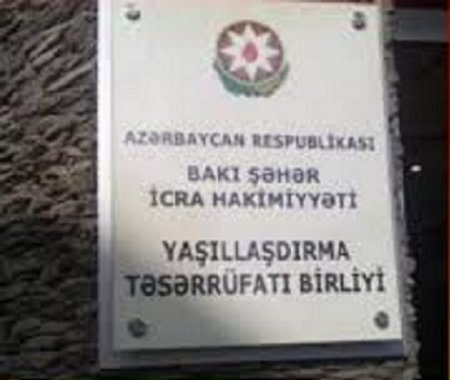 AZƏRBAYCAN RESPUBLİKASI
BAKI ŞƏHƏR
İCRA HAKİMİYYƏTİ
YAŞILLAŞDIRMA
TƏSƏRRÜFATI BİRLİYİ